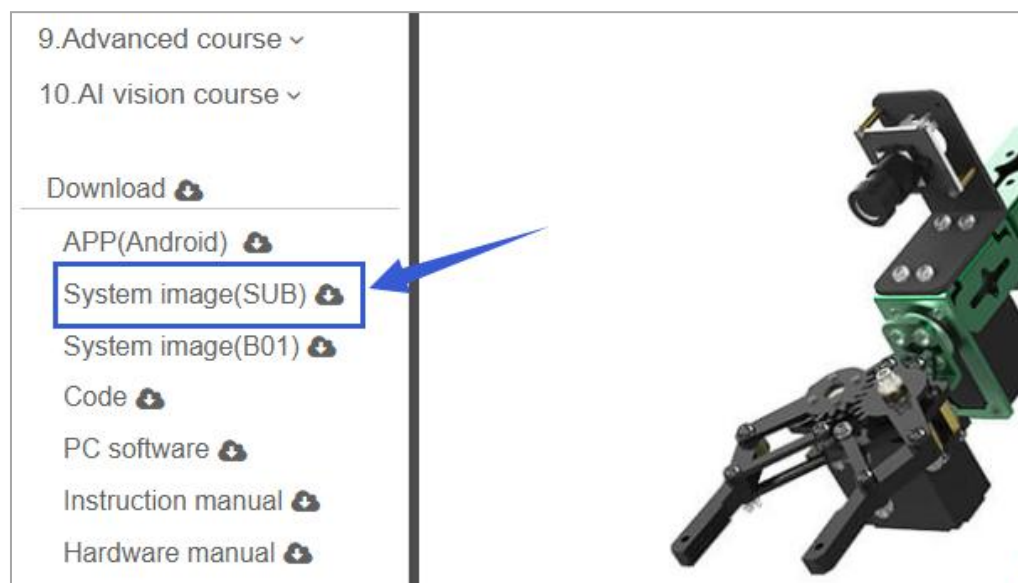 9.Advanced course
10.AI vision course
Download
APP(Android)
System image(SUB)
System image(B01)
Code
PC software
Instruction manual
Hardware manual